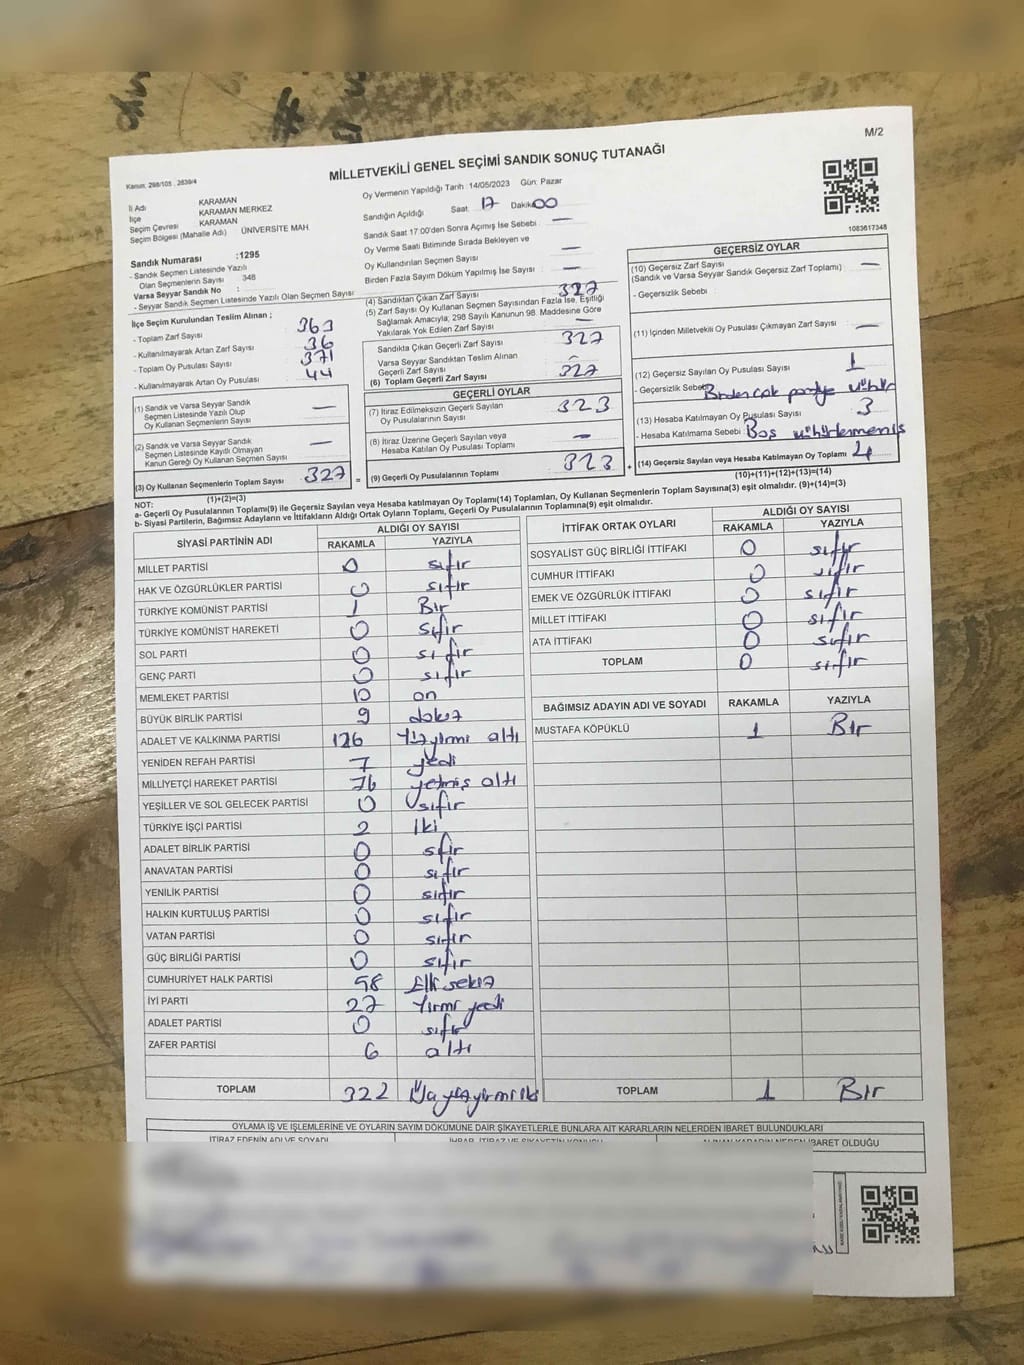 M/2
MİLLETVEKİLİ GENEL SEÇİMİ SANDIK SONUÇ TUTANAĞI
Kanun: 298/105 , 2839/4
İl Adı KARAMAN
İlçe KARAMAN MERKEZ
Seçim Çevresi KARAMAN
Seçim Bölgesi (Mahalle Adı) ÜNİVERSİTE MAH
Sandık Numarası :1295
- Sandık Seçmen Listesinde Yazılı
Olan Seçmenlerin Sayısı 348
Varsa Seyyar Sandık No :
- Seyyar Sandık Seçmen Listesinde Yazılı Olan Seçmen Sayısı
Oy Vermenin Yapıldığı Tarih :14/05/2023 Gün: Pazar
Sandığın Açıldığı Saat 17 Dakika 00
Sandık Saat 17:00'den Sonra Açımış İse Sebebi : —
Oy Verme Saati Bitiminde Sırada Bekleyen ve
Oy Kullandırılan Seçmen Sayısı —
Birden Fazla Sayım Döküm Yapılmış İse Sayısı —
1083617348
İlçe Seçim Kurulundan Teslim Alınan ;
- Toplam Zarf Sayısı 363
- Kullanılmayarak Artan Zarf Sayısı 36
- Toplam Oy Pusulası Sayısı 371
- Kullanılmayarak Artan Oy Pusulası 44
(1) Sandık ve Varsa Seyyar Sandık
Seçmen Listesinde Yazılı Olup
Oy Kullanan Seçmenlerin Sayısı —
(2) Sandık ve Varsa Seyyar Sandık
Seçmen Listesinde Kayıtlı Olmayan
Kanun Gereği Oy Kullanan Seçmen Sayısı —
(3) Oy Kullanan Seçmenlerin Toplam Sayısı 327
(1)+(2)=(3)
(4) Sandıktan Çıkan Zarf Sayısı 327
(5) Zarf Sayısı Oy Kullanan Seçmen Sayısından Fazla İse, Eşitliği
Sağlamak Amacıyla; 298 Sayılı Kanunun 98. Maddesine Göre
Yakılarak Yok Edilen Zarf Sayısı —
Sandıkta Çıkan Geçerli Zarf Sayısı 327
Varsa Seyyar Sandıktan Teslim Alınan
Geçerli Zarf Sayısı -
(6) Toplam Geçerli Zarf Sayısı 327
GEÇERLİ OYLAR
(7) İtiraz Edilmeksizin Geçerli Sayılan
Oy Pusulalarının Sayısı 323
(8) İtiraz Üzerine Geçerli Sayılan veya
Hesaba Katılan Oy Pusulası Toplamı —
(9) Geçerli Oy Pusulalarının Toplamı 323
GEÇERSİZ OYLAR
(10) Geçersiz Zarf Sayısı
(Sandık ve Varsa Seyyar Sandık Geçersiz Zarf Toplamı) —
- Geçersizlik Sebebi :
(11) İçinden Milletvekili Oy Pusulası Çıkmayan Zarf Sayısı —
(12) Geçersiz Sayılan Oy Pusulası Sayısı 1
- Geçersizlik Sebebi Birden çok partiye mühür
(13) Hesaba Katılmayan Oy Pusulası Sayısı 3
- Hesaba Katılmama Sebebi : Boş mühürlenmemiş
(14) Geçersiz Sayılan veya Hesaba Katılmayan Oy Toplamı 4
(10)+(11)+(12)+(13)=(14)
NOT:
a- Geçerli Oy Pusulalarının Toplamı(9) ile Geçersiz Sayılan veya Hesaba katılmayan Oy Toplamı(14) Toplamları, Oy Kullanan Seçmenlerin Toplam Sayısına(3) eşit olmalıdır. (9)+(14)=(3)
b- Siyasi Partilerin, Bağımsız Adayların ve İttifakların Aldığı Ortak Oyların Toplamı, Geçerli Oy Pusulalarının Toplamına(9) eşit olmalıdır.
SİYASİ PARTİNİN ADI ALDIĞI OY SAYISI
RAKAMLA YAZIYLA
MİLLET PARTİSİ 0 sıfır
HAK VE ÖZGÜRLÜKLER PARTİSİ 0 sıfır
TÜRKİYE KOMÜNİST PARTİSİ 1 Bir
TÜRKİYE KOMÜNİST HAREKETİ 0 sıfır
SOL PARTİ 0 sıfır
GENÇ PARTİ 0 sıfır
MEMLEKET PARTİSİ 10 on
BÜYÜK BİRLİK PARTİSİ 9 dokuz
ADALET VE KALKINMA PARTİSİ 126 Yüzyirmi altı
YENİDEN REFAH PARTİSİ 7 yedi
MİLLİYETÇİ HAREKET PARTİSİ 76 yetmiş altı
YEŞİLLER VE SOL GELECEK PARTİSİ 0 sıfır
TÜRKİYE İŞÇİ PARTİSİ 2 İki
ADALET BİRLİK PARTİSİ 0 sfır
ANAVATAN PARTİSİ 0 sıfır
YENİLİK PARTİSİ 0 sıfır
HALKIN KURTULUŞ PARTİSİ 0 sıfır
VATAN PARTİSİ 0 sıfır
GÜÇ BİRLİĞİ PARTİSİ 0 sıfır
CUMHURİYET HALK PARTİSİ 58 Elli sekiz
İYİ PARTİ 27 Yirmi yedi
ADALET PARTİSİ 0 sıfır
ZAFER PARTİSİ 6 altı
TOPLAM 322 Üçyüzyirmi iki
İTTİFAK ORTAK OYLARI ALDIĞI OY SAYISI
RAKAMLA YAZIYLA
SOSYALİST GÜÇ BİRLİĞİ İTTİFAKI 0 sıfır
CUMHUR İTTİFAKI 0 sıfır
EMEK VE ÖZGÜRLÜK İTTİFAKI 0 sıfır
MİLLET İTTİFAKI 0 sıfır
ATA İTTİFAKI 0 sıfır
TOPLAM 0 sıfır
BAĞIMSIZ ADAYIN ADI VE SOYADI RAKAMLA YAZIYLA
MUSTAFA KÖPÜKLÜ 1 Bir
TOPLAM 1 Bir
OYLAMA İŞ VE İŞLEMLERİNE VE OYLARIN SAYIM DÖKÜMÜNE DAİR ŞİKAYETLERLE BUNLARA AİT KARARLARIN NELERDEN İBARET BULUNDUKLARI
İTİRAZ EDENİN ADI VE SOYADI İHBAR, İTİRAZ VE ŞİKAYETİN KONUSU ALINAN KARARIN NEDEN İBARET OLDUĞU